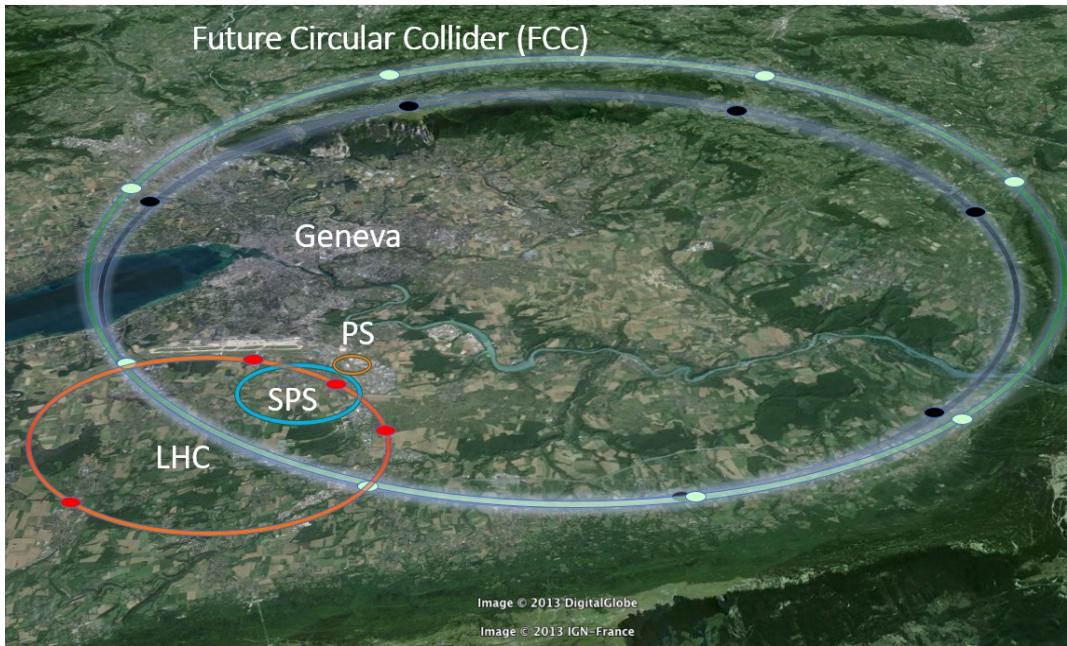 Future Circular Collider (FCC)
Geneva
PS
SPS
LHC
Image © 2013 DigitalGlobe
Image © 2013 IGN-France